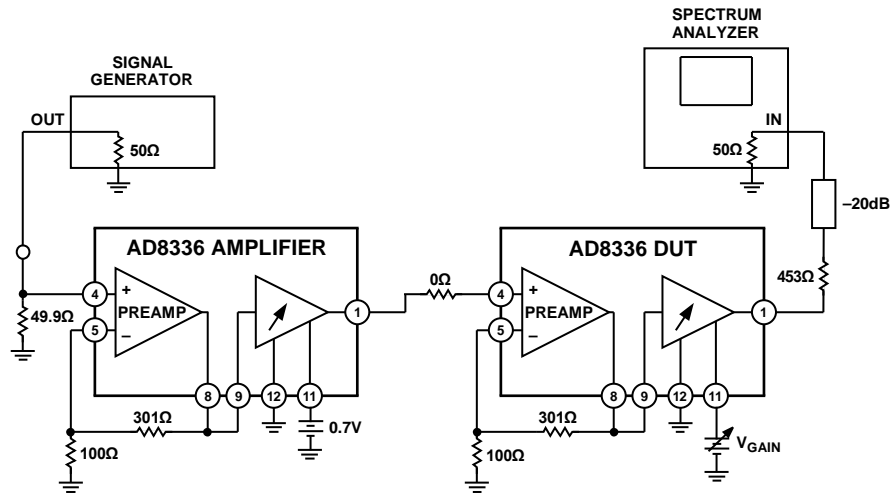 SPECTRUM
ANALYZER
SIGNAL
GENERATOR
OUT
IN
50Ω
50Ω
–20dB
AD8336 AMPLIFIER
AD8336 DUT
0Ω
453Ω
4
+
PREAMP
1
4
+
PREAMP
1
49.9Ω
5
–
5
–
8
9
12
11
8
9
12
11
301Ω
0.7V
301Ω
VGAIN
100Ω
100Ω